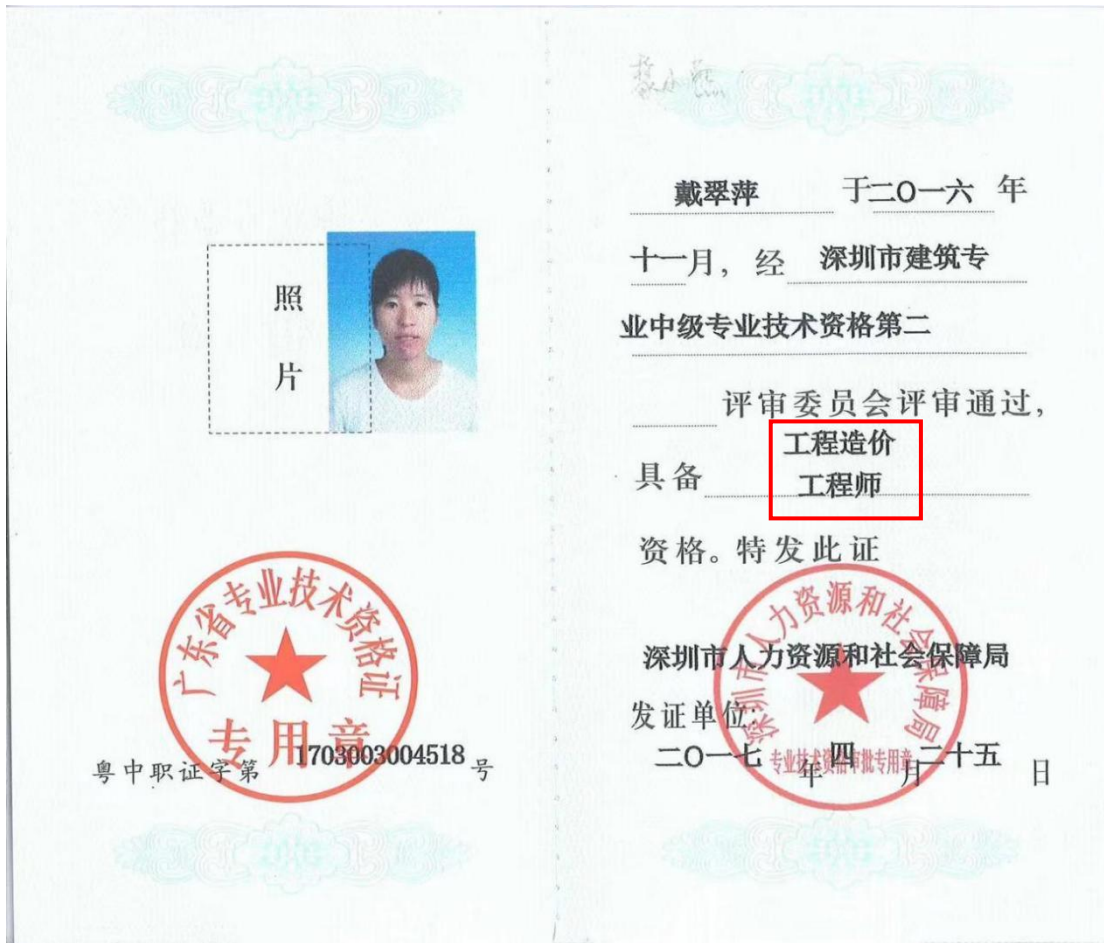 照
片
广东省专业技术资格证
专用章
粤中职证字第 1703003004518 号
戴翠萍 于二〇一六 年
十一月，经 深圳市建筑专
业中级专业技术资格第二
评审委员会评审通过，
具备 工程造价
工程师
资格。特发此证
深圳市人力资源和社会保障局
深圳市人力资源和社会保障局
发证单位：
专业技术资格审批专用章
二〇一七 年 四 月 二十五 日